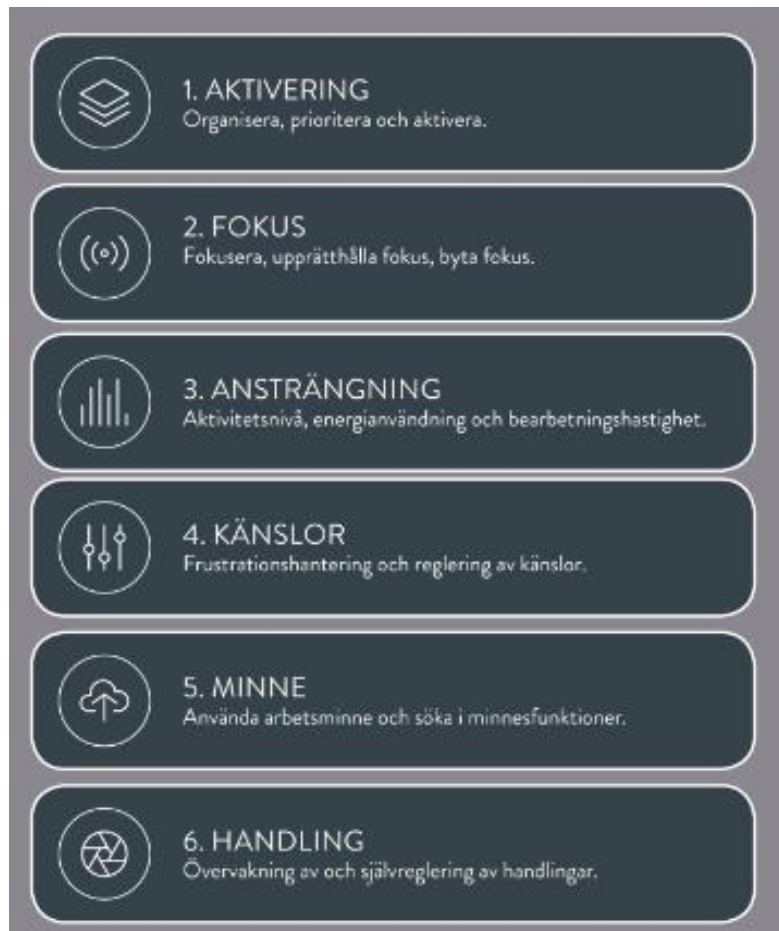 1. AKTIVERING
Organisera, prioritera och aktivera.
2. FOKUS
Fokusera, upprätthålla fokus, byta fokus.
3. ANSTRÄNGNING
Aktivitetsnivå, energianvändning och bearbetningshastighet.
4. KÄNSLOR
Frustrationshantering och reglering av känslor.
5. MINNE
Använda arbetsminne och söka i minnesfunktioner.
6. HANDLING
Övervakning av och självreglering av handlingar.